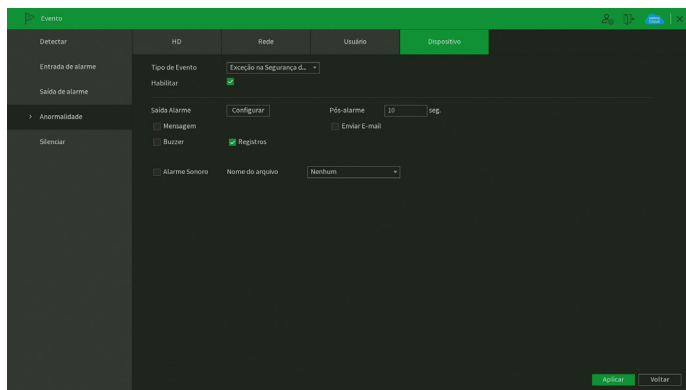 Evento
Detectar
Entrada de alarme
Saída de alarme
Anormalidade
Silenciar
HD Rede Usuário Dispositivo
Tipo de Evento Exceção na Segurança d...
Habilitar
Saída Alarme Configurar Pós-alarme 10 seg.
Mensagem Enviar E-mail
Buzzer Registros
Alarme Sonoro Nome do arquivo Nenhum
Aplicar Voltar